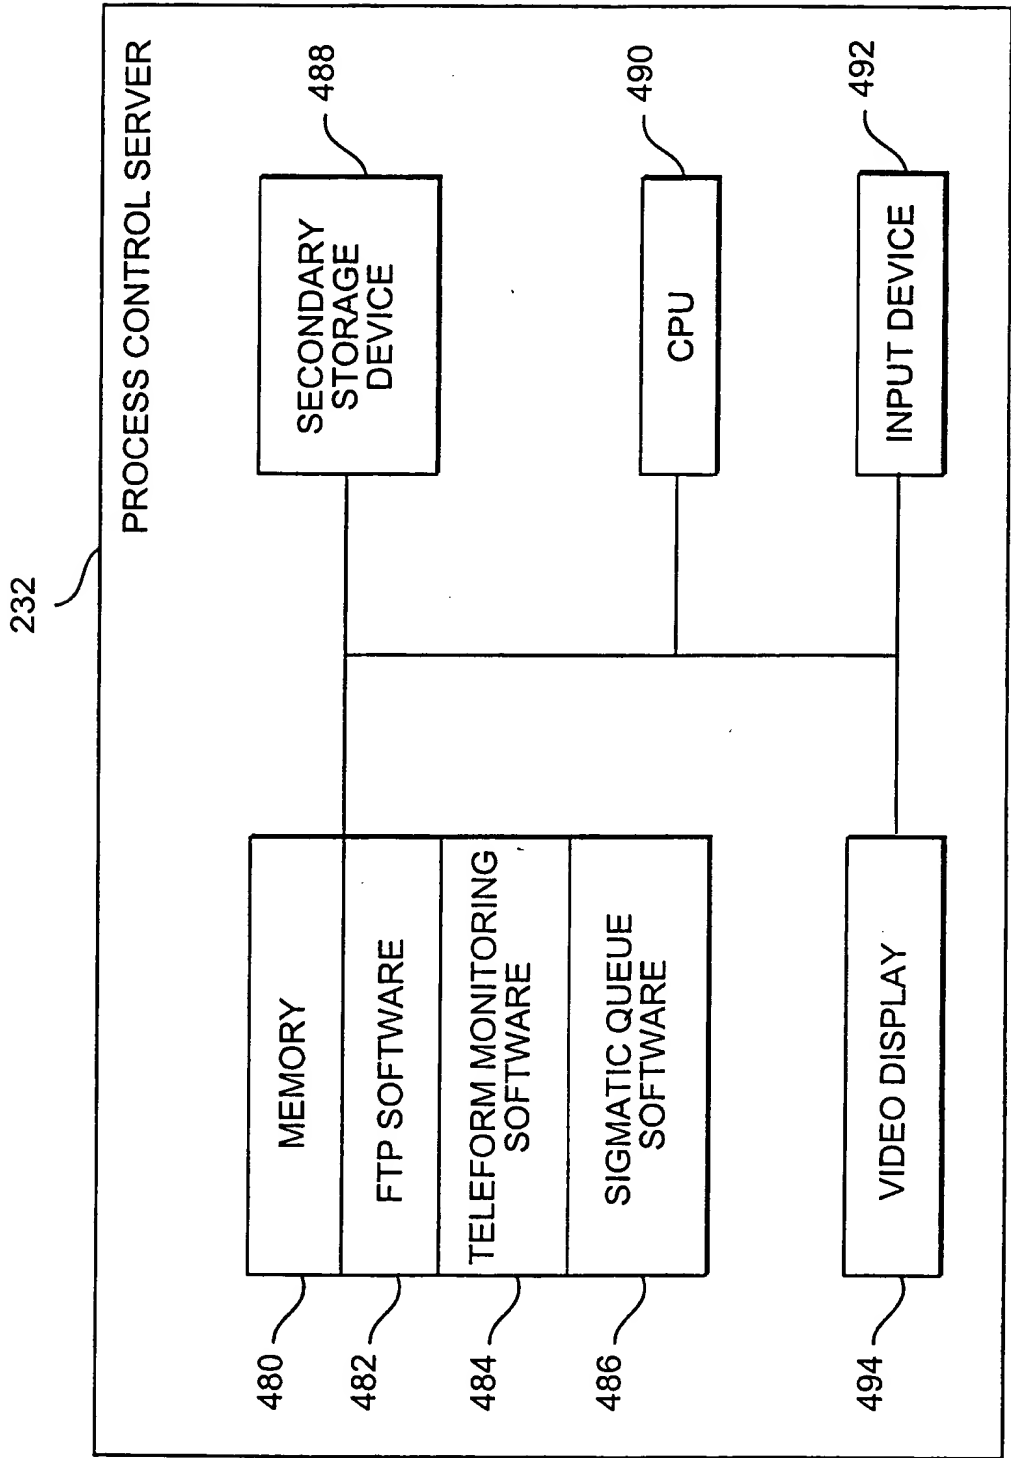 232
PROCESS CONTROL SERVER
480
MEMORY
482
FTP SOFTWARE
484
TELEFORM MONITORING
SOFTWARE
486
SIGMATIC QUEUE
SOFTWARE
494
VIDEO DISPLAY
SECONDARY
STORAGE
DEVICE
488
CPU
490
INPUT DEVICE
492